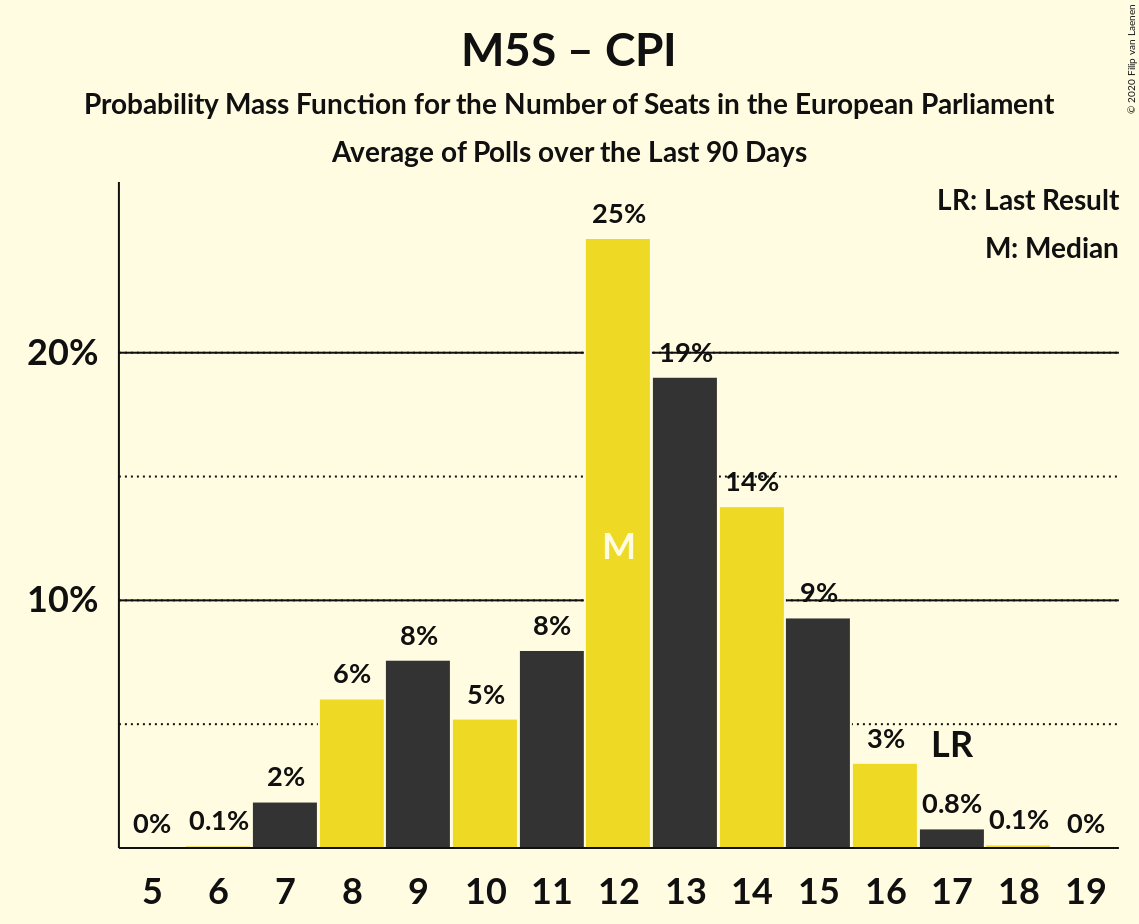 M5S – CPI
Probability Mass Function for the Number of Seats in the European Parliament
Average of Polls over the Last 90 Days
© 2020 Filip van Laenen
LR: Last Result
M: Median
20%
10%
0% 0.1% 2% 6% 8% 5% 8% 25% 19% 14% 9% 3% 0.8% 0.1% 0%
M
LR
5 6 7 8 9 10 11 12 13 14 15 16 17 18 19